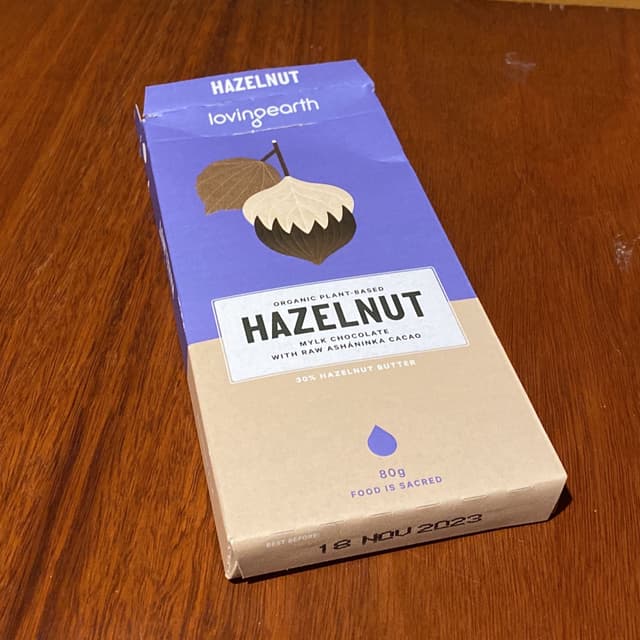 HAZELNUT
lovingearth
ORGANIC PLANT-BASED
HAZELNUT
MYLK CHOCOLATE
WITH RAW ASHÁNINKA CACAO
30% HAZELNUT BUTTER
80g
FOOD IS SACRED
BEST BEFORE: 18 NOV 2023